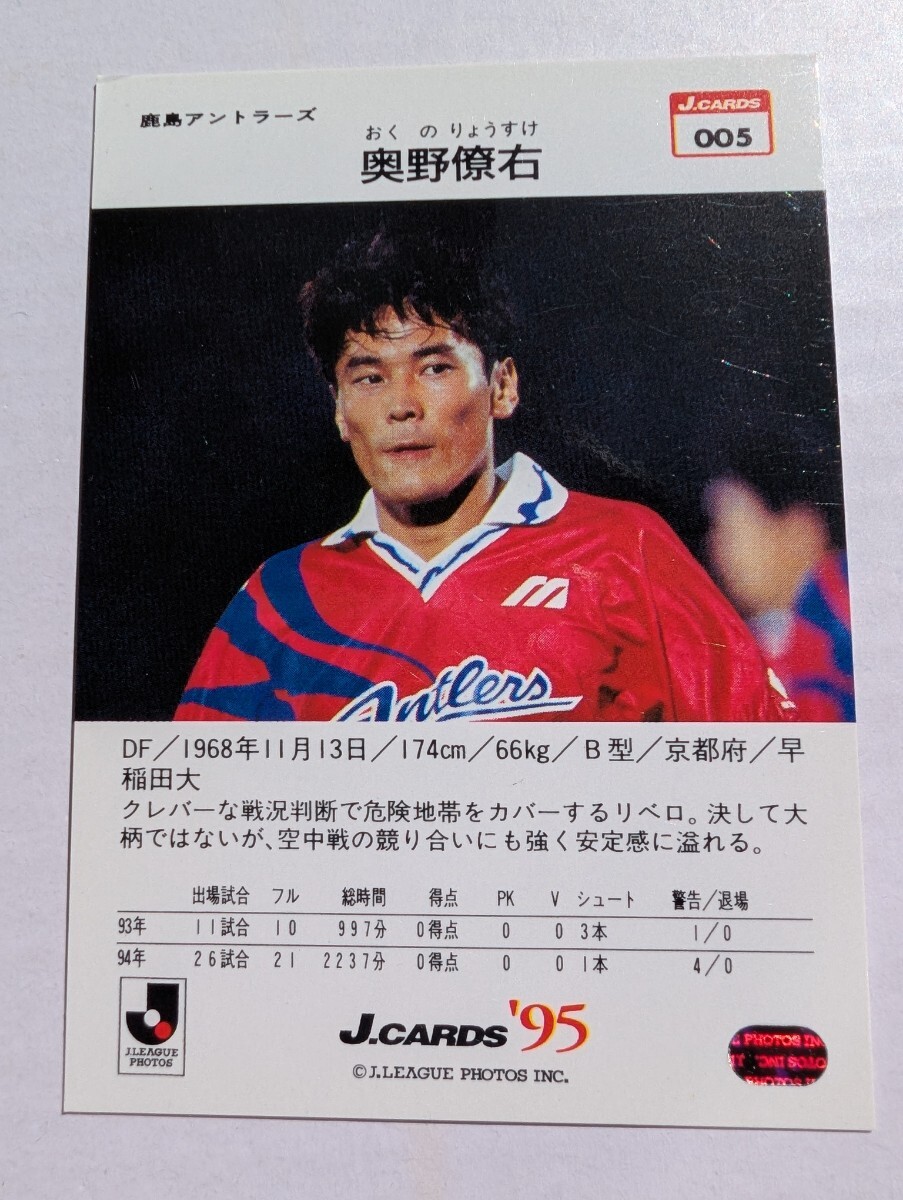 鹿島アントラーズ
おくのりょうすけ
奥野僚右
J.CARDS
005
Antlers
DF／1968年11月13日／174cm／66kg／B型／京都府／早
稲田大
クレバーな戦況判断で危険地帯をカバーするリベロ。決して大
柄ではないが、空中戦の競り合いにも強く安定感に溢れる。
出場試合 フル 総時間 得点 PK V シュート 警告／退場
93年 11試合 10 997分 0得点 0 0 3本 1／0
94年 26試合 21 2237分 0得点 0 0 1本 4／0
J.LEAGUE
PHOTOS
J.CARDS '95
©J.LEAGUE PHOTOS INC.
PHOTOS IN